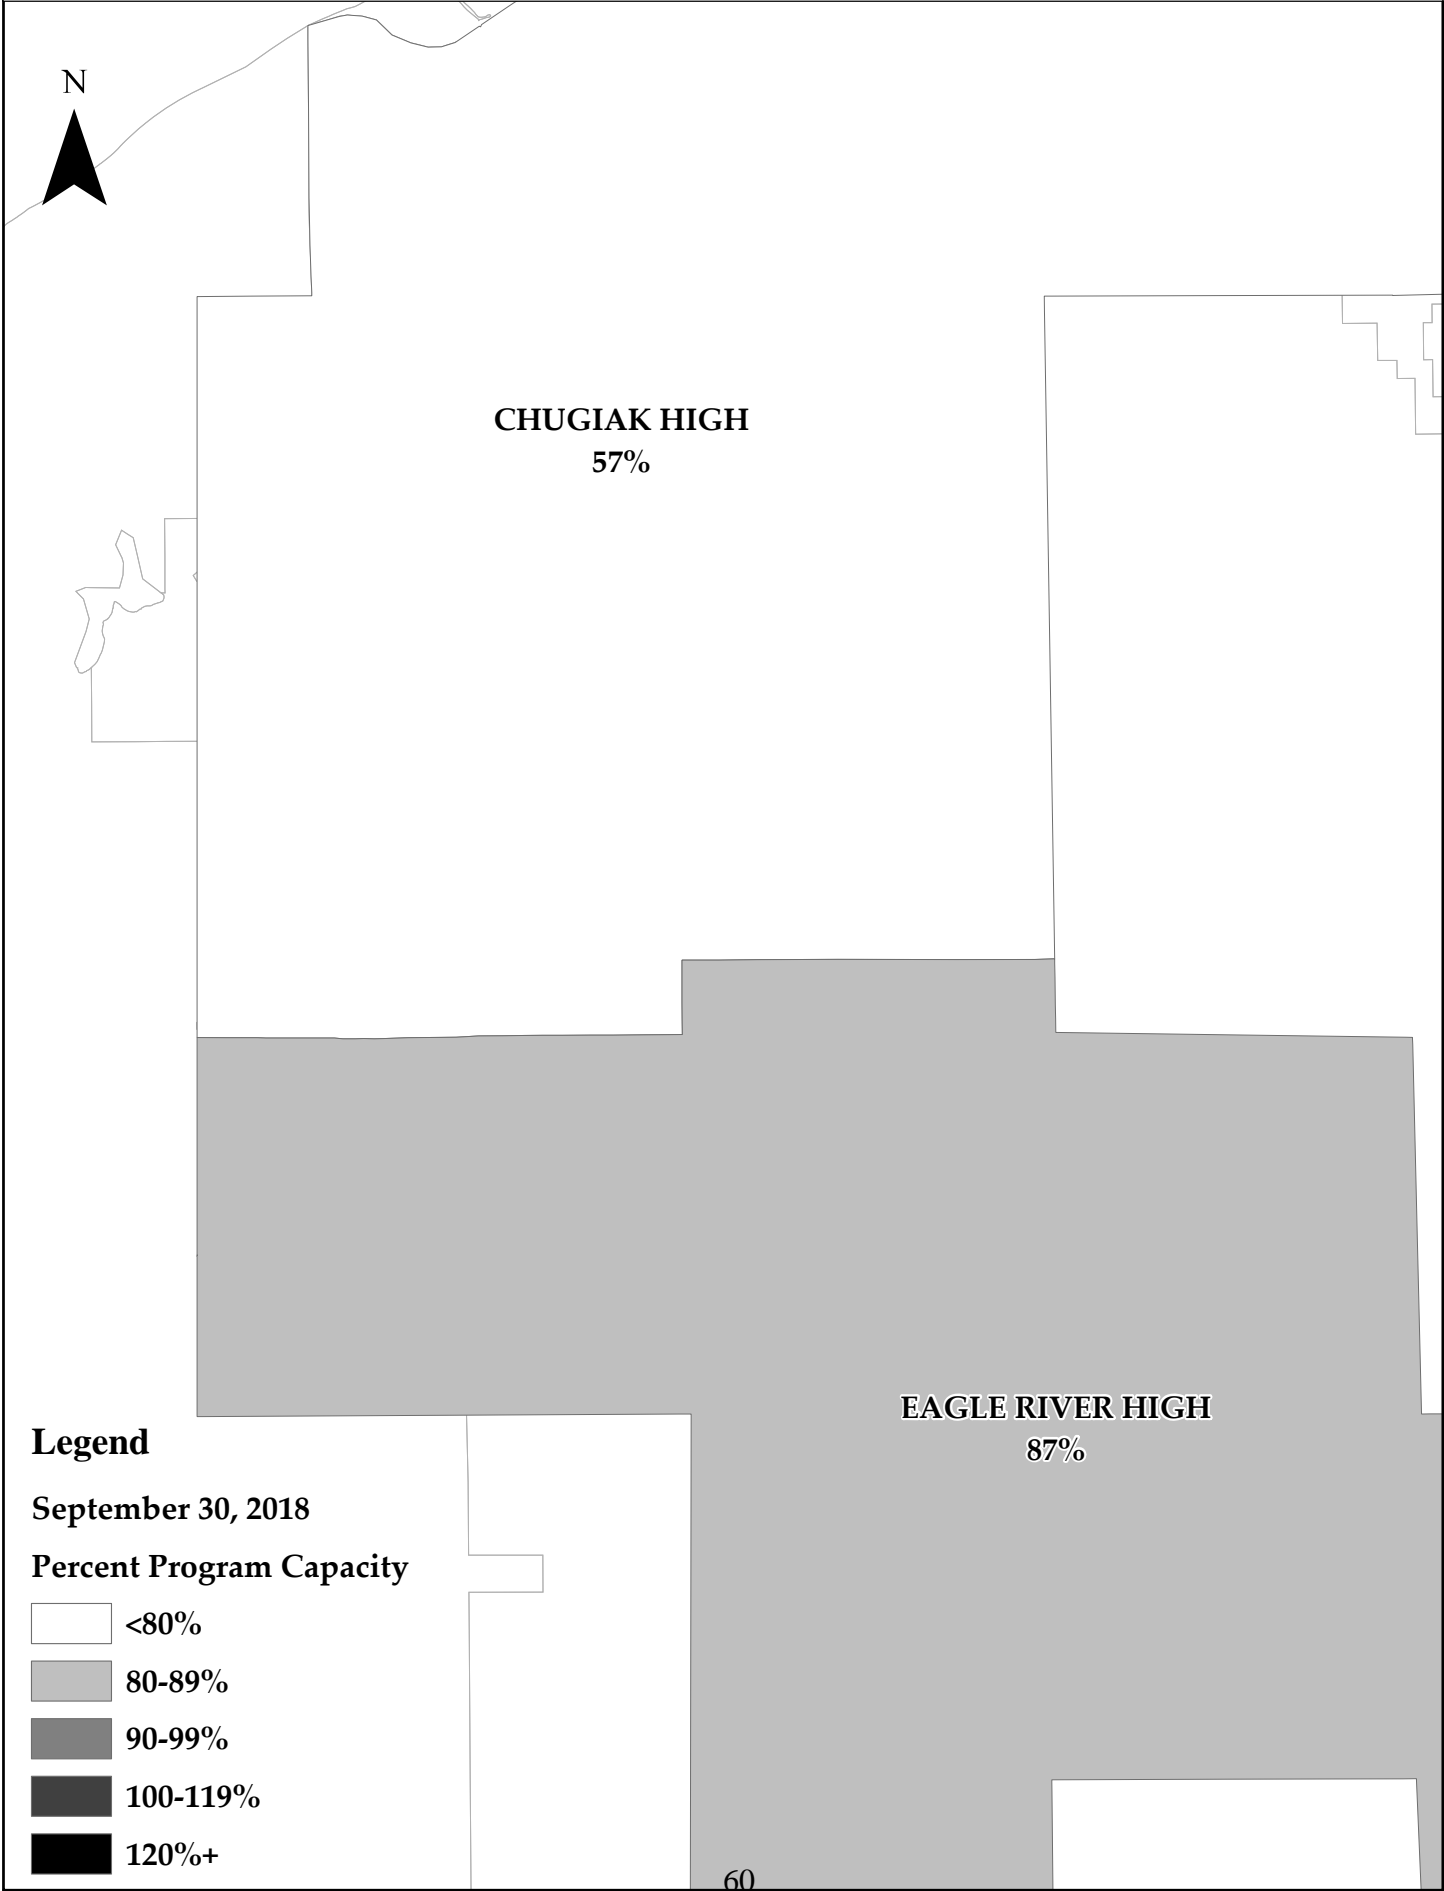 N
CHUGIAK HIGH
57%
EAGLE RIVER HIGH
87%
Legend
September 30, 2018
Percent Program Capacity
<80%
80-89%
90-99%
100-119%
120%+
60